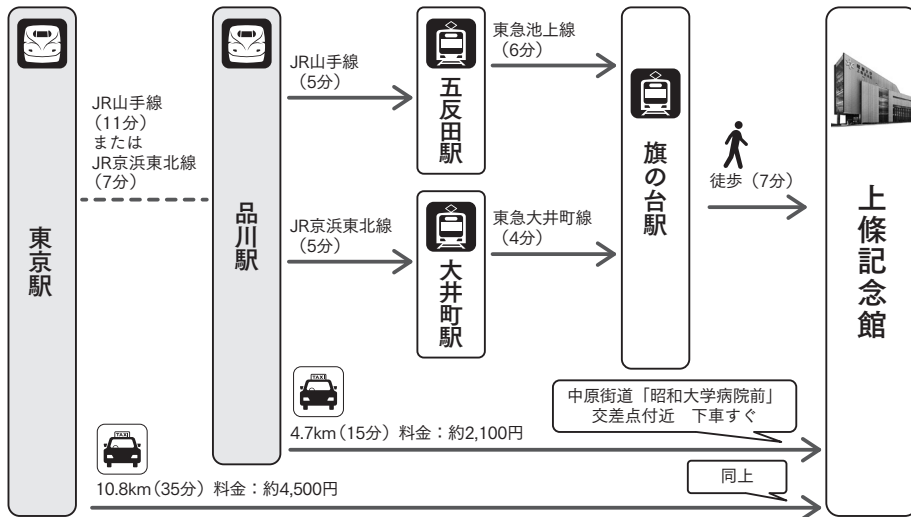 東京駅
JR山手線
（11分）
または
JR京浜東北線
（7分）
品川駅
JR山手線
（5分）
五反田駅
東急池上線
（6分）
JR京浜東北線
（5分）
大井町駅
東急大井町線
（4分）
旗の台駅
徒歩（7分）
上條記念館
TAXI
4.7km（15分）料金：約2,100円
中原街道「昭和大学病院前」
交差点付近　下車すぐ
TAXI
10.8km（35分）料金：約4,500円
同上